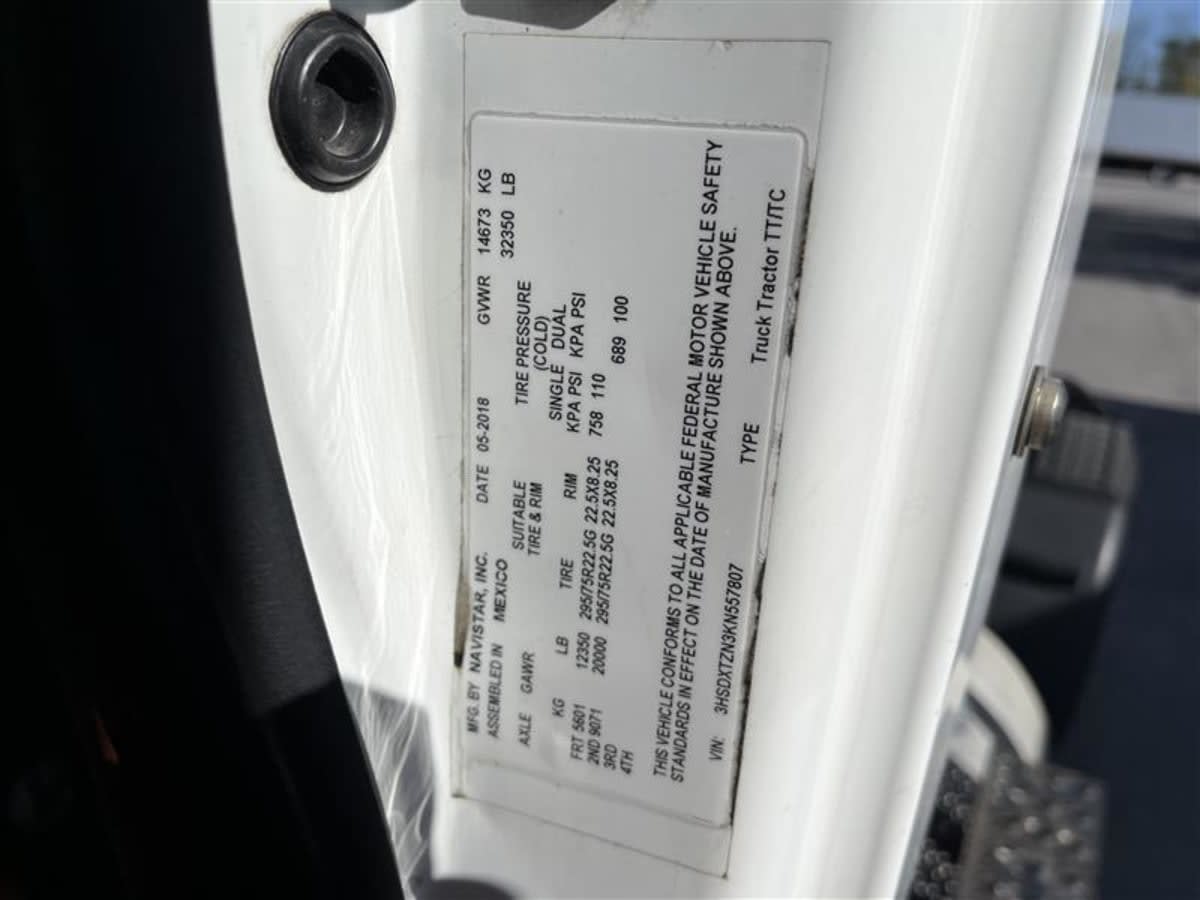 MFG. BY NAVISTAR, INC. DATE 05-2018 GVWR 14673 KG
ASSEMBLED IN MEXICO 32350 LB
SUITABLE TIRE PRESSURE
AXLE GAWR TIRE & RIM (COLD)
SINGLE DUAL
KG LB TIRE RIM KPA PSI KPA PSI
FRT 5601 12350 295/75R22.5G 22.5X8.25 758 110
2ND 9071 20000 295/75R22.5G 22.5X8.25 689 100
3RD
4TH
THIS VEHICLE CONFORMS TO ALL APPLICABLE FEDERAL MOTOR VEHICLE SAFETY
STANDARDS IN EFFECT ON THE DATE OF MANUFACTURE SHOWN ABOVE.
VIN: 3HSDXTZN3KN557807 TYPE Truck Tractor TT/TC